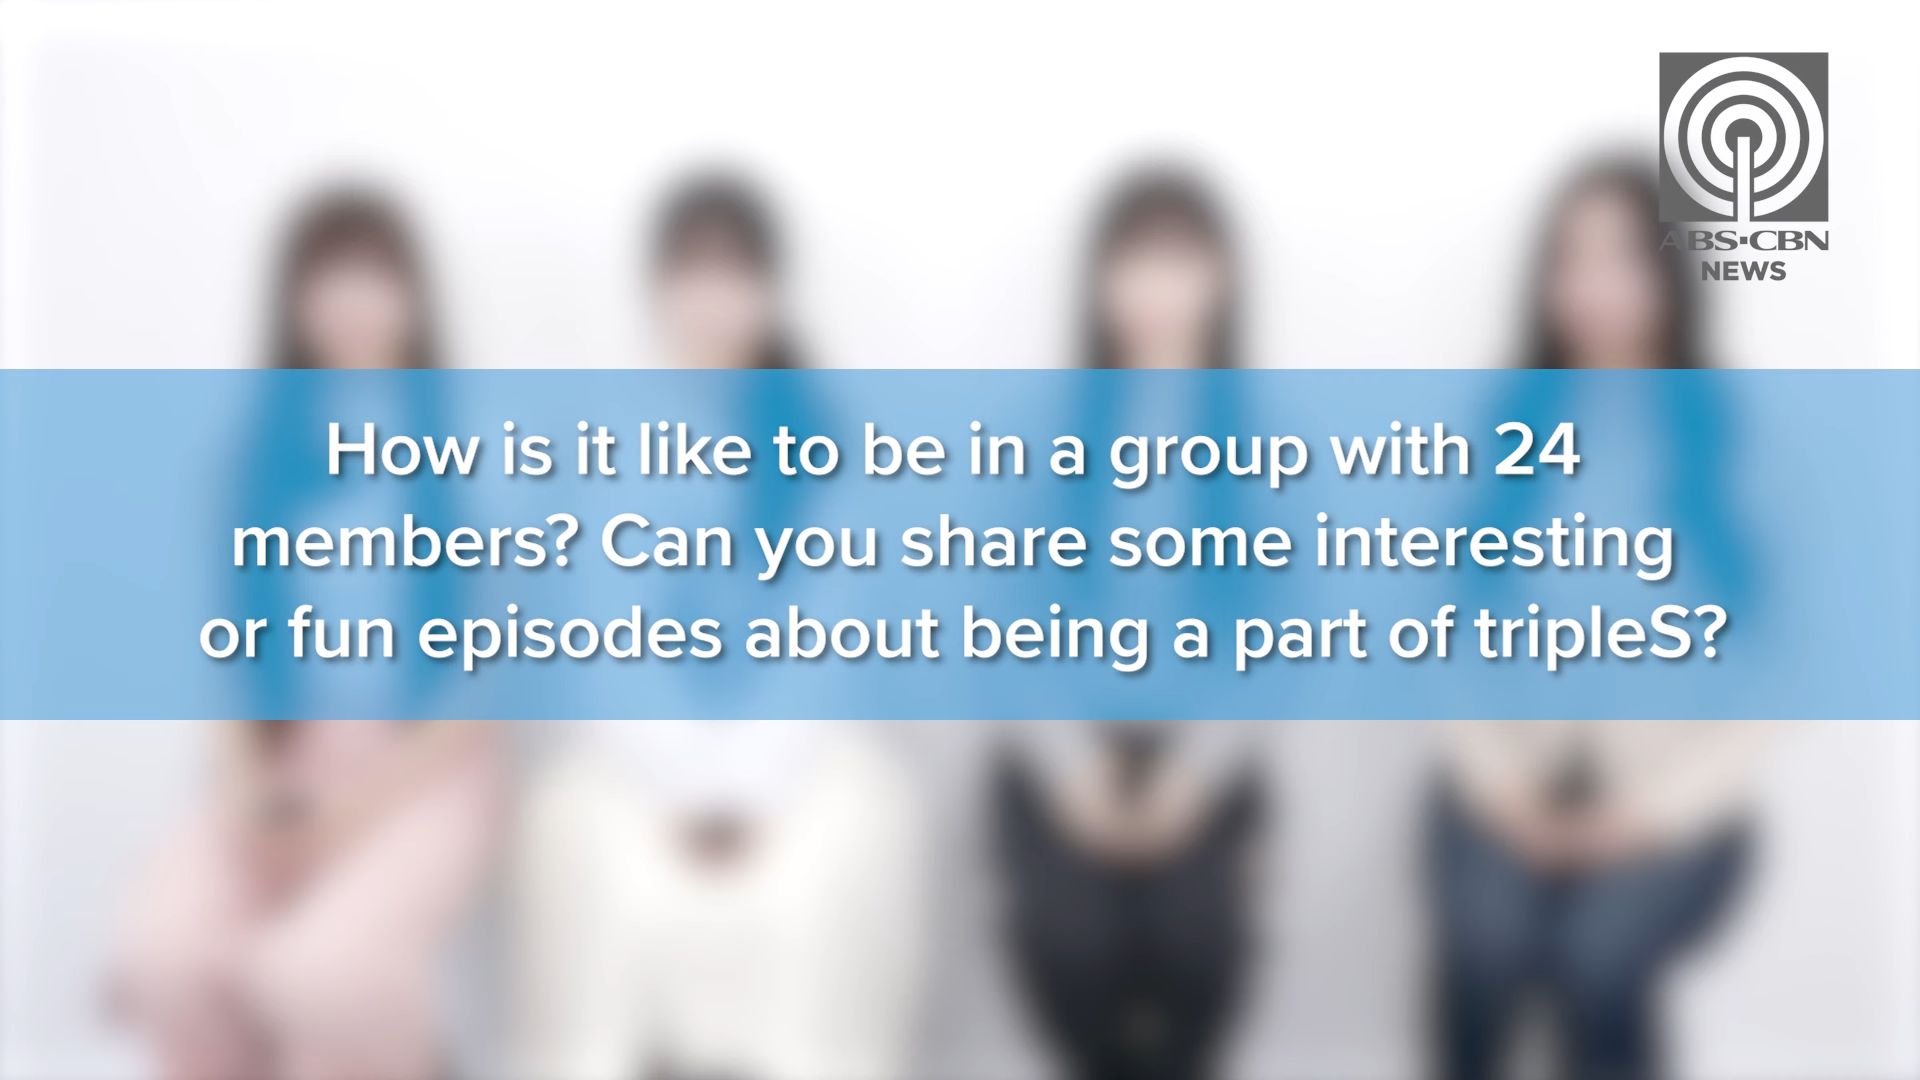 ABS-CBN
NEWS
How is it like to be in a group with 24
members? Can you share some interesting
or fun episodes about being a part of tripleS?